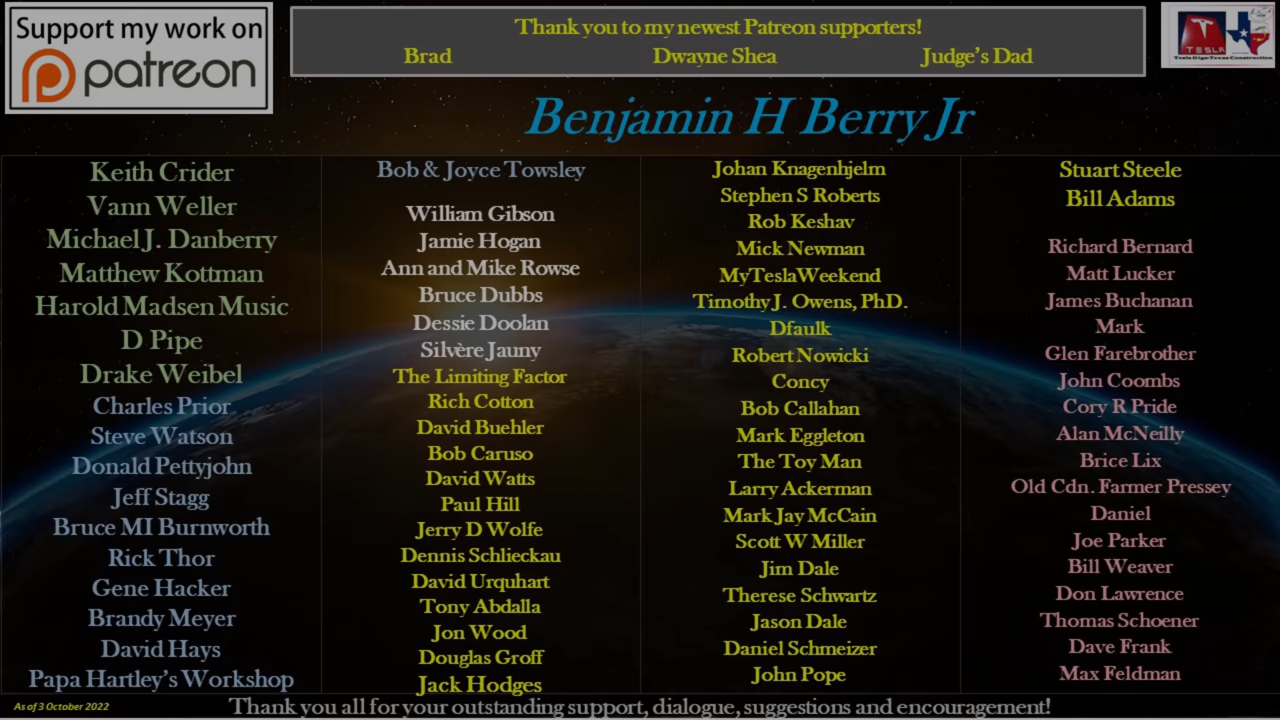 Support my work on
patreon
Thank you to my newest Patreon supporters!
Brad Dwayne Shea Judge's Dad
TESLA
Tesla Giga Texas Construction
Benjamin H Berry Jr
Keith Crider
Vann Weller
Michael J. Danberry
Matthew Kottman
Harold Madsen Music
D Pipe
Drake Weibel
Charles Prior
Steve Watson
Donald Pettyjohn
Jeff Stagg
Bruce MI Burnworth
Rick Thor
Gene Hacker
Brandy Meyer
David Hays
Papa Hartley's Workshop
Bob & Joyce Towsley
William Gibson
Jamie Hogan
Ann and Mike Rowse
Bruce Dubbs
Dessie Doolan
Silvère Jauny
The Limiting Factor
Rich Cotton
David Buehler
Bob Caruso
David Watts
Paul Hill
Jerry D Wolfe
Dennis Schlieckau
David Urquhart
Tony Abdalla
Jon Wood
Douglas Groff
Jack Hodges
Johan Knagenhjelm
Stephen S Roberts
Rob Keshav
Mick Newman
MyTeslaWeekend
Timothy J. Owens, PhD.
Dfaulk
Robert Nowicki
Concy
Bob Callahan
Mark Eggleton
The Toy Man
Larry Ackerman
Mark Jay McCain
Scott W Miller
Jim Dale
Therese Schwartz
Jason Dale
Daniel Schmeizer
John Pope
Stuart Steele
Bill Adams
Richard Bernard
Matt Lucker
James Buchanan
Mark
Glen Farebrother
John Coombs
Cory R Pride
Alan McNeilly
Brice Lix
Old Cdn. Farmer Pressey
Daniel
Joe Parker
Bill Weaver
Don Lawrence
Thomas Schoener
Dave Frank
Max Feldman
As of 3 October 2022
Thank you all for your outstanding support, dialogue, suggestions and encouragement!